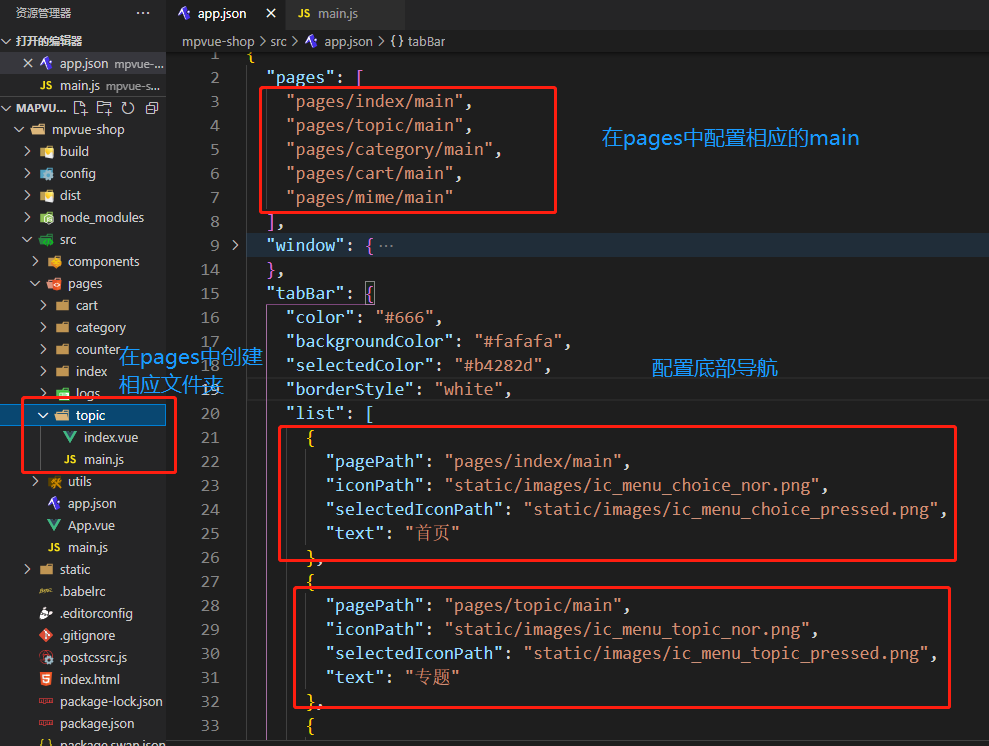 资源管理器
···
打开的编辑器
app.json mpvue-...
JS main.js mpvue-s...
MAPVU...
mpvue-shop
build
config
dist
node_modules
src
components
pages
cart
category
counter
index
logs
topic
index.vue
JS main.js
utils
app.json
App.vue
JS main.js
static
.babelrc
.editorconfig
.gitignore
.postcssrc.js
index.html
package-lock.json
package.json
package.swan.json
在pages中创建
相应文件夹
app.json
JS main.js
mpvue-shop > src > app.json > {} tabBar
1 {
2 "pages": [
3 "pages/index/main",
4 "pages/topic/main",
5 "pages/category/main",
6 "pages/cart/main",
7 "pages/mime/main"
8 ],
9 "window": { ···
14 },
15 "tabBar": {
16 "color": "#666",
17 "backgroundColor": "#fafafa",
18 "selectedColor": "#b4282d",
19 "borderStyle": "white",
20 "list": [
21 {
22 "pagePath": "pages/index/main",
23 "iconPath": "static/images/ic_menu_choice_nor.png",
24 "selectedIconPath": "static/images/ic_menu_choice_pressed.png",
25 "text": "首页"
26 },
27 {
28 "pagePath": "pages/topic/main",
29 "iconPath": "static/images/ic_menu_topic_nor.png",
30 "selectedIconPath": "static/images/ic_menu_topic_pressed.png",
31 "text": "专题"
32 },
33 {
在pages中配置相应的main
配置底部导航